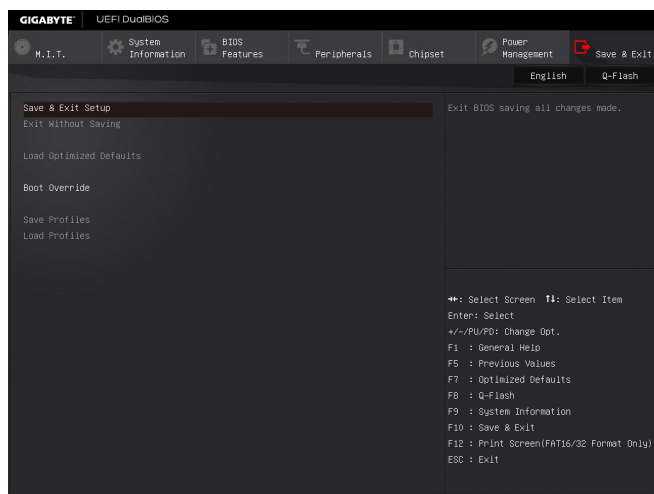 GIGABYTE™ UEFI DualBIOS
M.I.T.
System Information
BIOS Features
Peripherals
Chipset
Power Management
Save & Exit
English
Q-Flash
Save & Exit Setup
Exit Without Saving
Load Optimized Defaults
Boot Override
Save Profiles
Load Profiles
Exit BIOS saving all changes made.
→←: Select Screen ↑↓: Select Item
Enter: Select
+/-/PU/PD: Change Opt.
F1 : General Help
F5 : Previous Values
F7 : Optimized Defaults
F8 : Q-Flash
F9 : System Information
F10 : Save & Exit
F12 : Print Screen(FAT16/32 Format Only)
ESC : Exit